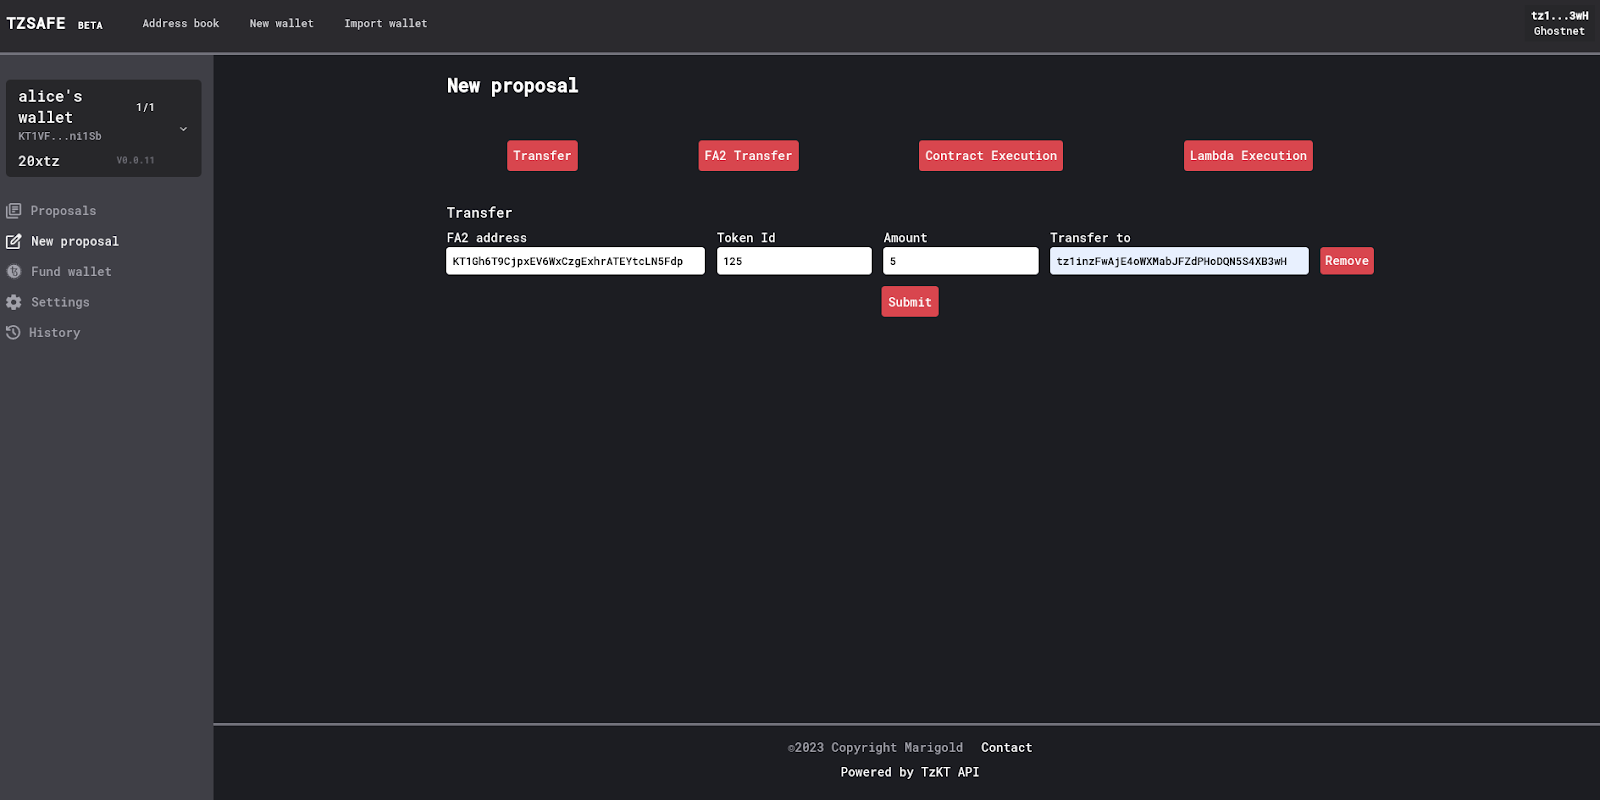 TZSAFE BETA Address book New wallet Import wallet tz1...3wH
Ghostnet
alice's wallet 1/1
KT1VF...ni1Sb
20xtz V0.0.11
Proposals
New proposal
Fund wallet
Settings
History
New proposal
Transfer FA2 Transfer Contract Execution Lambda Execution
Transfer
FA2 address Token Id Amount Transfer to
KT1Gh6T9CjpxEV6WxCzgExhrATEYtcLN5Fdp 125 5 tz1inzFwAjE4oWXMabJFZdPHoDQN5S4XB3wH Remove
Submit
©2023 Copyright Marigold Contact
Powered by TzKT API